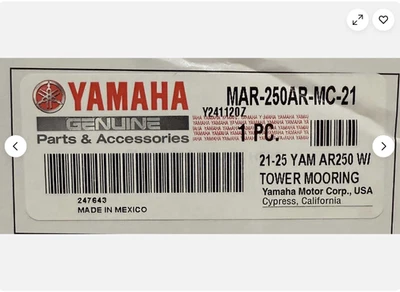 YAMAHA
MAR-250AR-MC-21
Y2411207
GENUINE
1 PC.
Parts & Accessories
21-25 YAM AR250 W/
TOWER MOORING
Yamaha Motor Corp., USA
Cypress, California
247643
MADE IN MEXICO